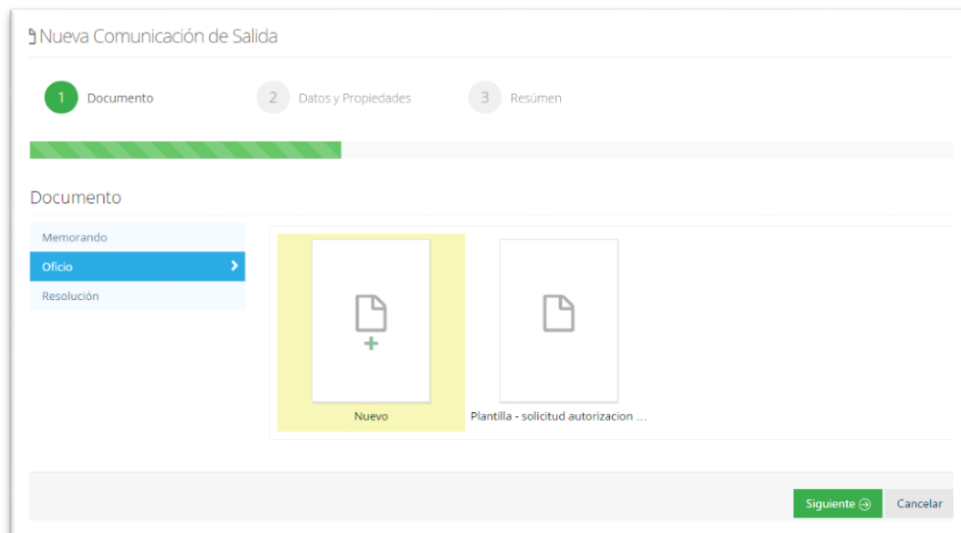 Nueva Comunicación de Salida
1 Documento 2 Datos y Propiedades 3 Resúmen
Documento
Memorando
Oficio
Resolución
Nuevo Plantilla - solicitud autorizacion ...
Siguiente Cancelar